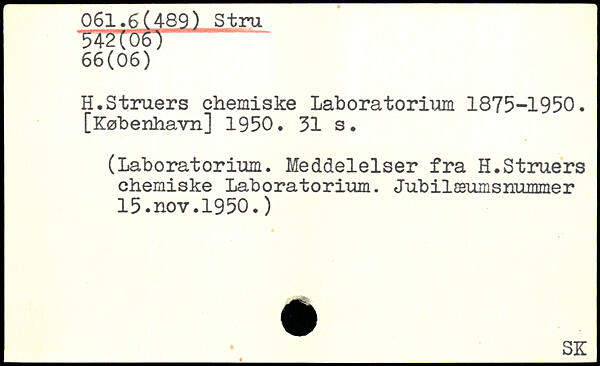 061.6(489) Stru
542(06)
66(06)
H.Struers chemiske Laboratorium 1875-1950.
[København] 1950. 31 s.
(Laboratorium. Meddelelser fra H.Struers
chemiske Laboratorium. Jubilæumsnummer
15.nov.1950.)
SK